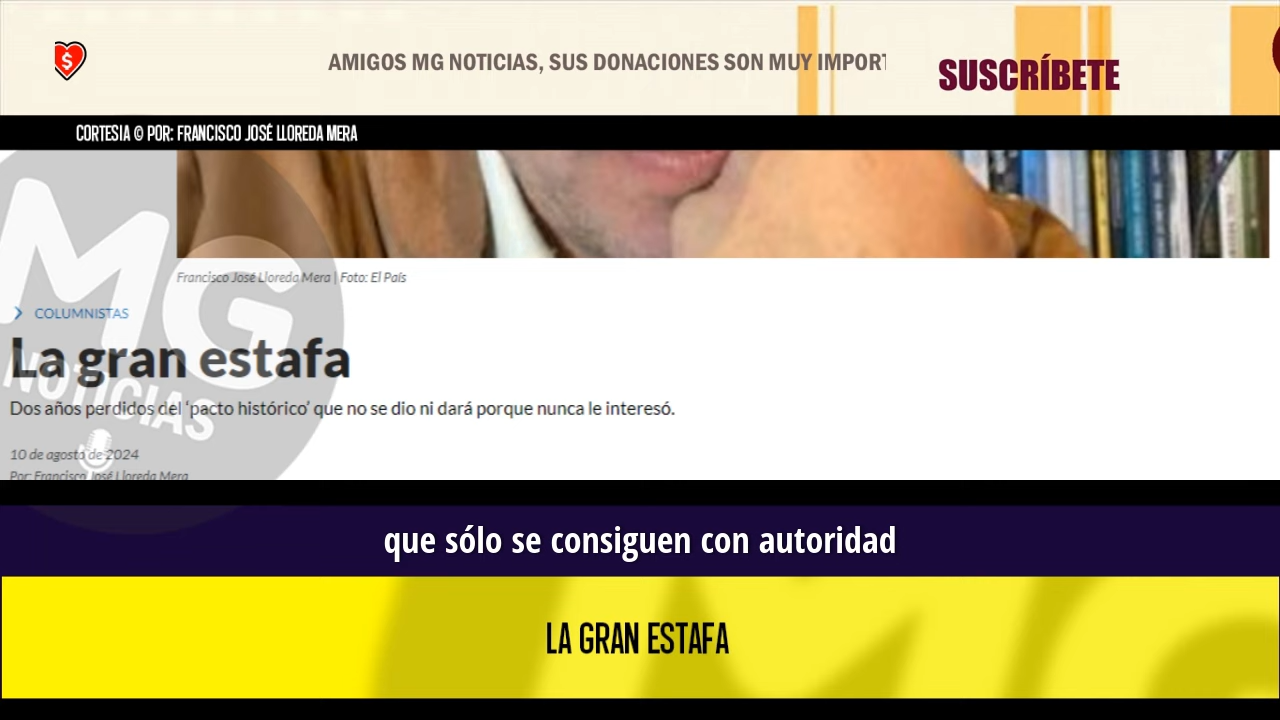 AMIGOS MG NOTICIAS, SUS DONACIONES SON MUY IMPORT
SUSCRÍBETE
CORTESIA © POR: FRANCISCO JOSÉ LLOREDA MERA
MG
NOTICIAS
Francisco José Lloreda Mera | Foto: El País
COLUMNISTAS
La gran estafa
Dos años perdidos del ‘pacto histórico’ que no se dio ni dará porque nunca le interesó.
10 de agosto de 2024
Por: Francisco José Lloreda Mera
que sólo se consiguen con autoridad
LA GRAN ESTAFA